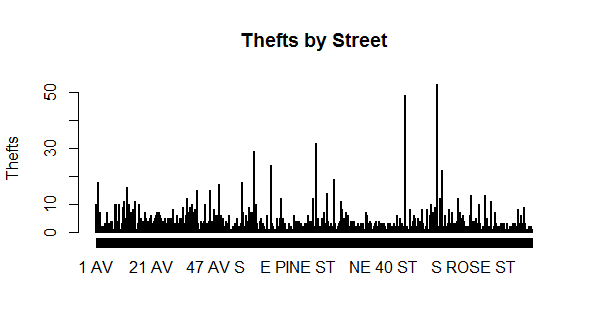 Thefts by Street
Thefts
50
30
10
0
1 AV 21 AV 47 AV S E PINE ST NE 40 ST S ROSE ST